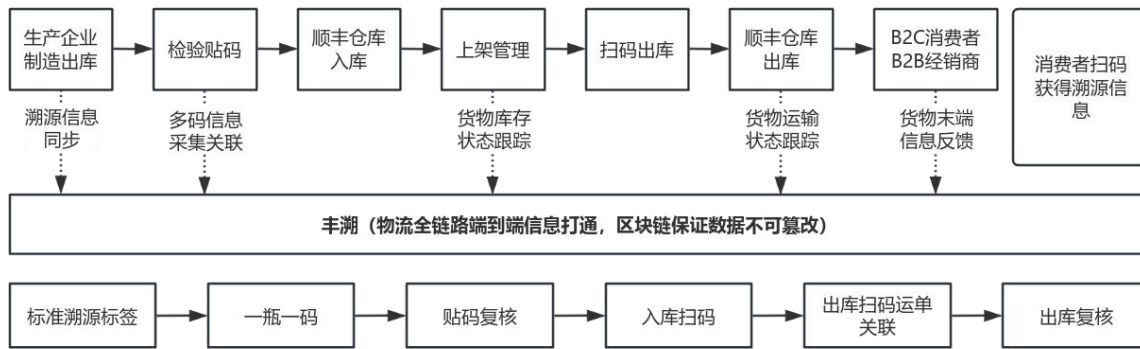 生产企业
制造出库
检验贴码
顺丰仓库
入库
上架管理
扫码出库
顺丰仓库
出库
B2C消费者
B2B经销商
消费者扫码
获得溯源信
息
溯源信息
同步
多码信息
采集关联
货物库存
状态跟踪
货物运输
状态跟踪
货物末端
信息反馈
丰溯（物流全链路端到端信息打通，区块链保证数据不可篡改）
标准溯源标签
一瓶一码
贴码复核
入库扫码
出库扫码运单
关联
出库复核